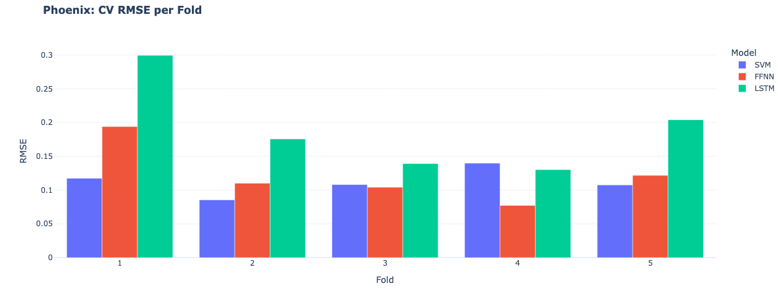 Phoenix: CV RMSE per Fold
Model
SVM
FFNN
LSTM
RMSE
0.3
0.25
0.2
0.15
0.1
0.05
0
1
2
3
4
5
Fold